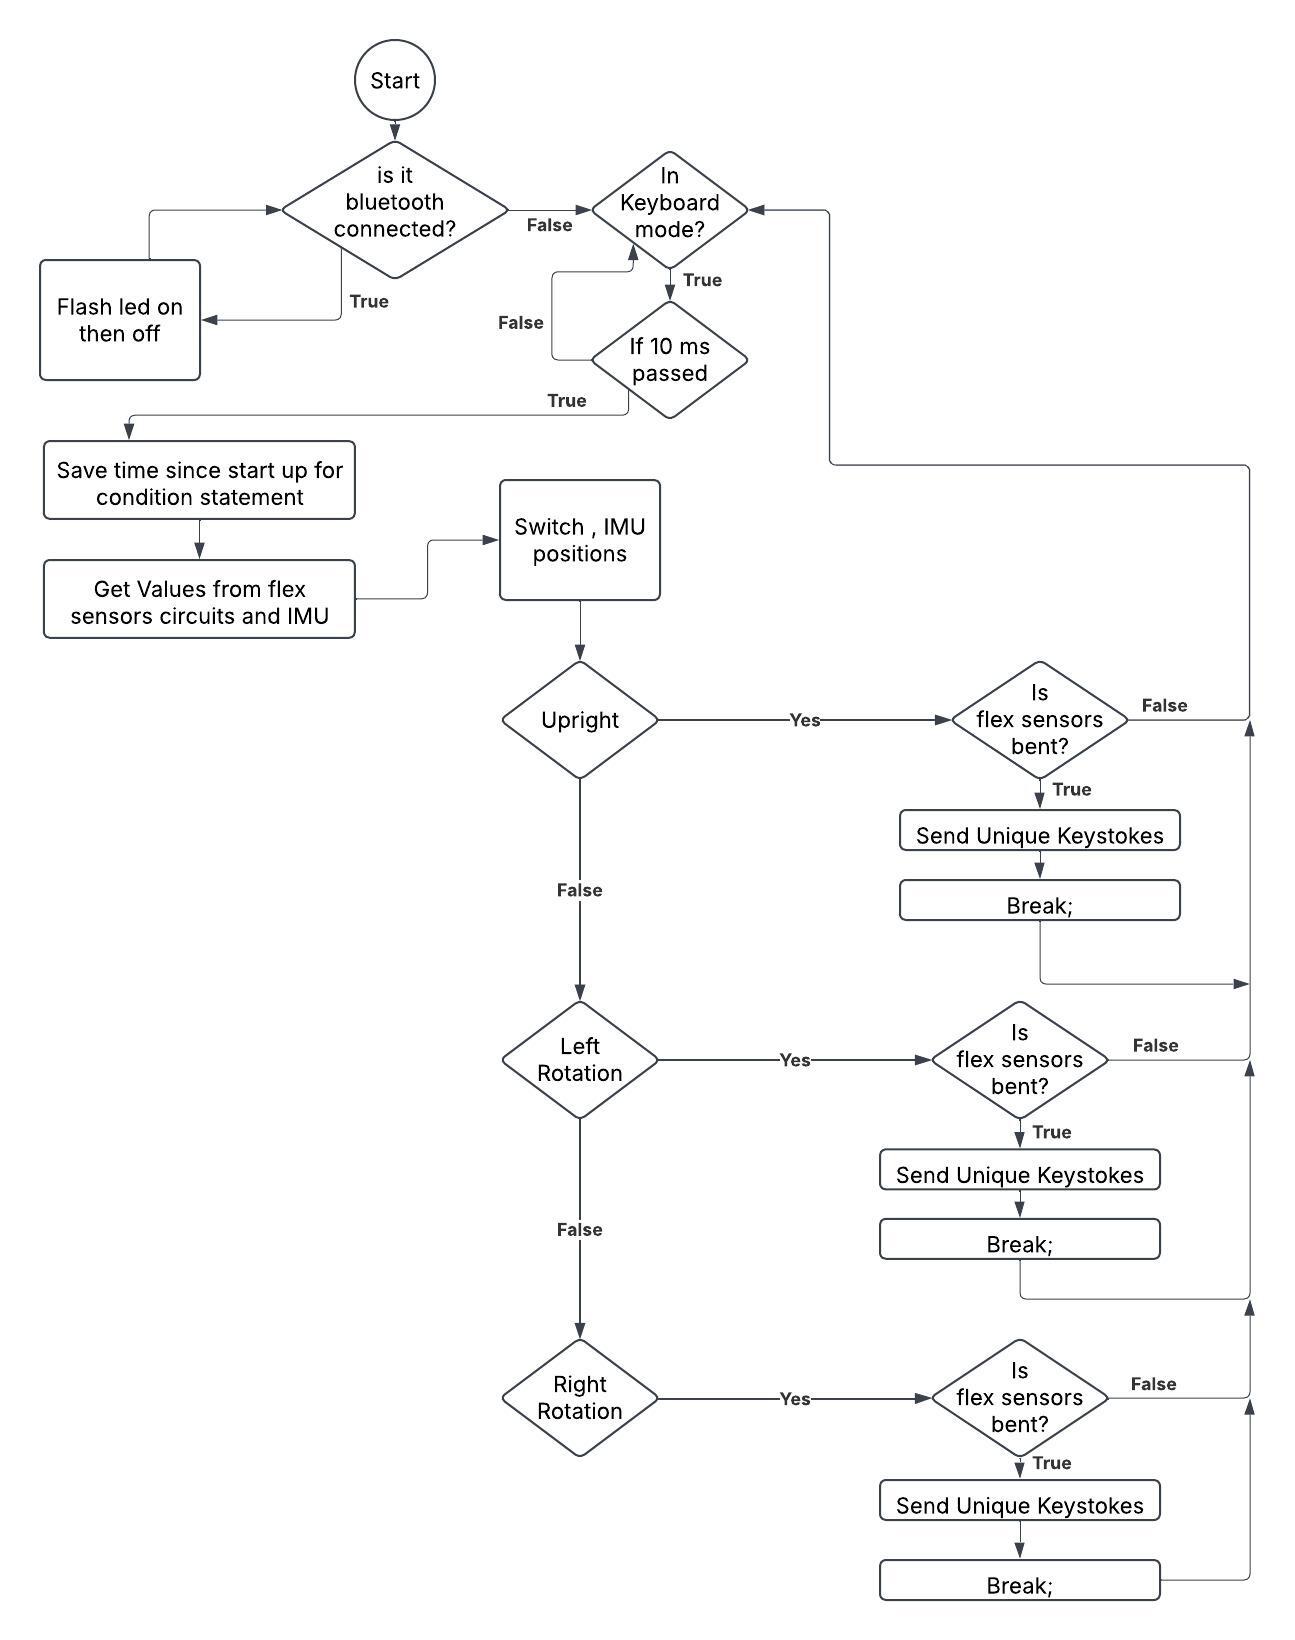 Start
is it
bluetooth
connected?
False
True
Flash led on
then off
In
Keyboard
mode?
True
False
If 10 ms
passed
True
Save time since start up for
condition statement
Get Values from flex
sensors circuits and IMU
Switch , IMU
positions
Upright
Yes
Is
flex sensors
bent?
False
True
Send Unique Keystokes
Break;
False
Left
Rotation
Yes
Is
flex sensors
bent?
False
True
Send Unique Keystokes
Break;
False
Right
Rotation
Yes
Is
flex sensors
bent?
False
True
Send Unique Keystokes
Break;